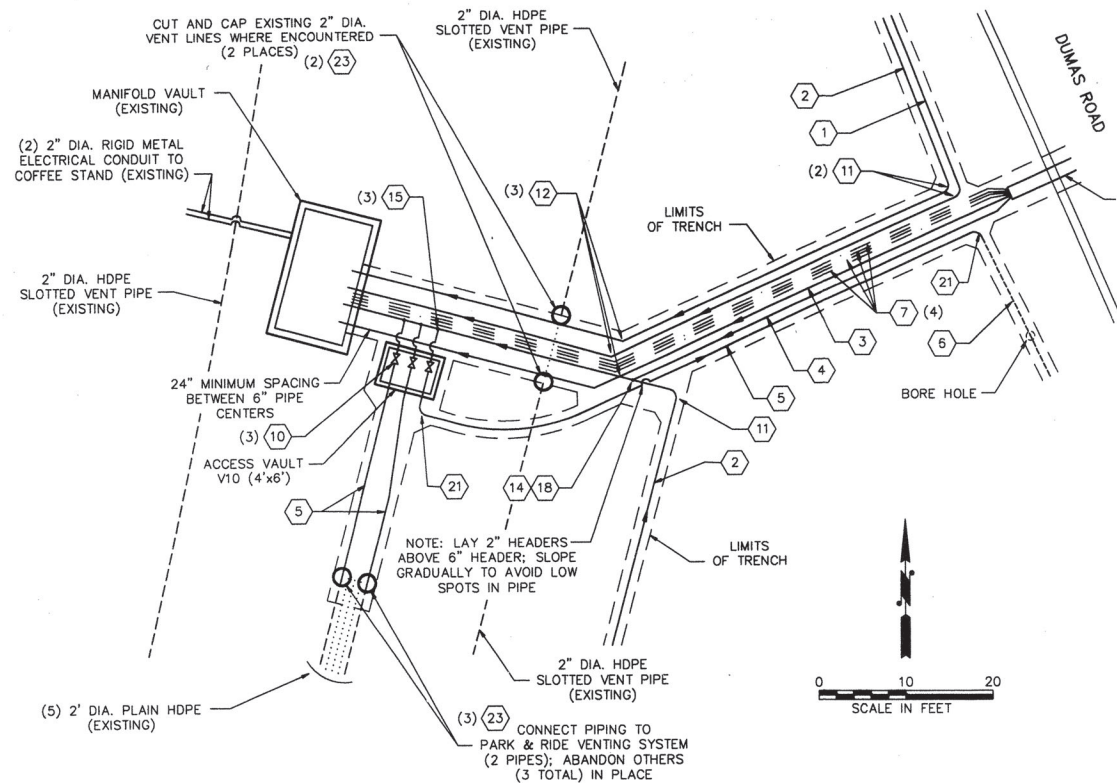 CUT AND CAP EXISTING 2" DIA.
VENT LINES WHERE ENCOUNTERED
(2 PLACES)
(2) 23
2" DIA. HDPE
SLOTTED VENT PIPE
(EXISTING)
DUMAS ROAD
MANIFOLD VAULT
(EXISTING)
2
1
(2) 2" DIA. RIGID METAL
ELECTRICAL CONDUIT TO
COFFEE STAND (EXISTING)
(3) 15
(3) 12
(2) 11
LIMITS
OF TRENCH
2" DIA. HDPE
SLOTTED VENT PIPE
(EXISTING)
21
7 (4)
3
6
4
5
BORE HOLE
24" MINIMUM SPACING
BETWEEN 6" PIPE
CENTERS
(3) 10
11
ACCESS VAULT
V10 (4'x6')
21
14
18
2
5
NOTE: LAY 2" HEADERS
ABOVE 6" HEADER; SLOPE
GRADUALLY TO AVOID LOW
SPOTS IN PIPE
LIMITS
OF TRENCH
N
2" DIA. HDPE
SLOTTED VENT PIPE
(EXISTING)
0 10 20
SCALE IN FEET
(5) 2' DIA. PLAIN HDPE
(EXISTING)
(3) 23
CONNECT PIPING TO
PARK & RIDE VENTING SYSTEM
(2 PIPES); ABANDON OTHERS
(3 TOTAL) IN PLACE